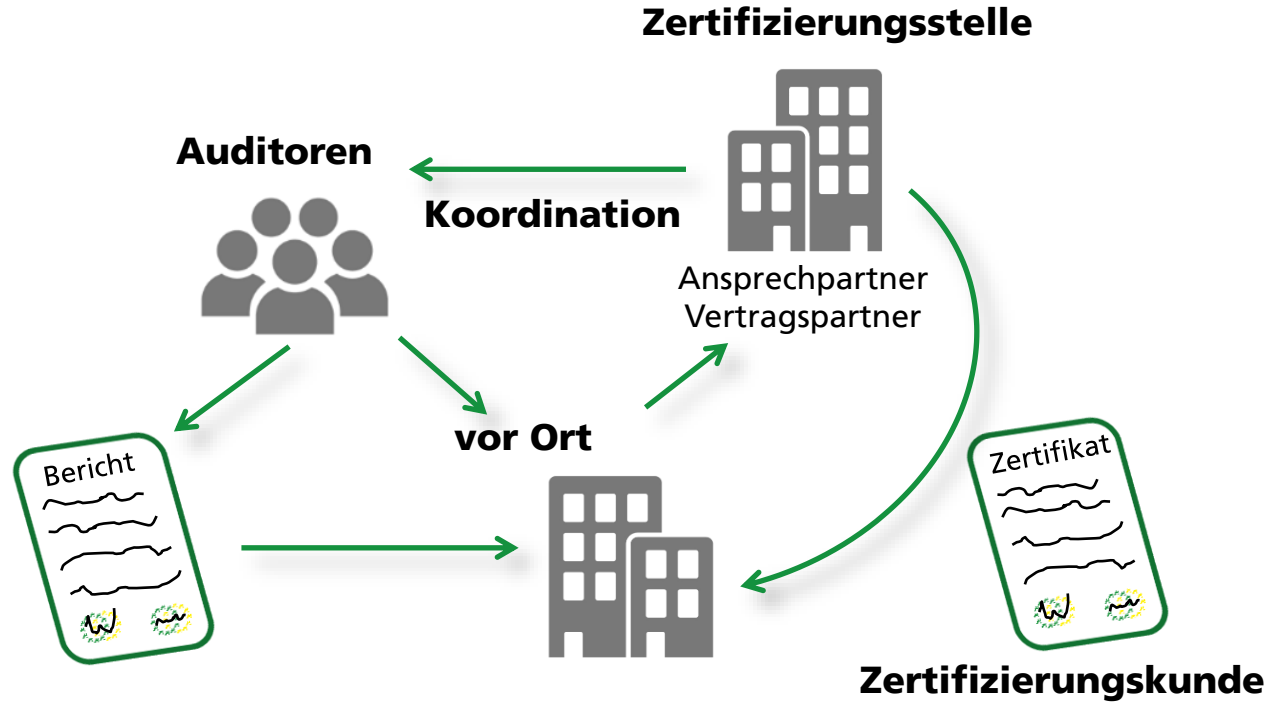 Zertifizierungsstelle
Auditoren
Koordination
Ansprechpartner
Vertragspartner
vor Ort
Bericht
Zertifikat
Zertifizierungskunde